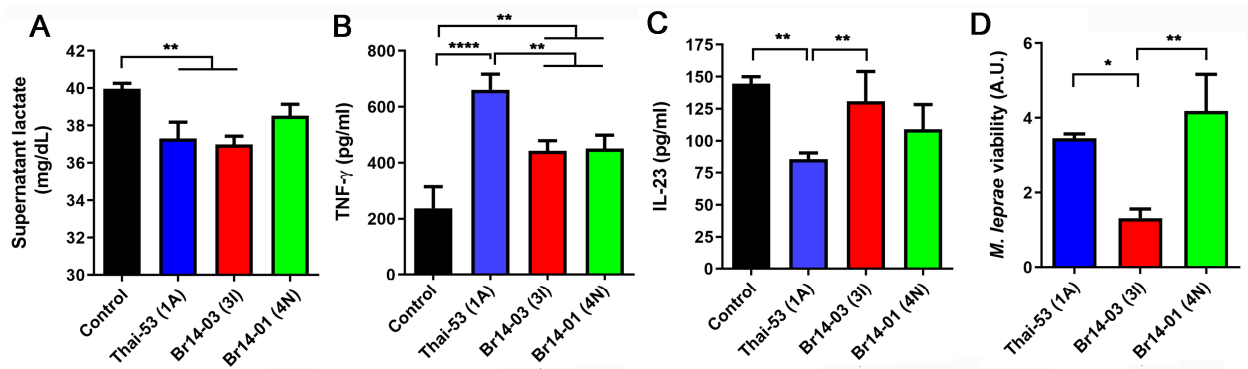 A
B
C
D
Supernatant lactate
(mg/dL)
42
40
38
36
34
32
30
**
Control
Thai-53 (1A)
Br14-03 (3I)
Br14-01 (4N)
TNF-γ (pg/ml)
800
600
400
200
0
**
****
**
Control
Thai-53 (1A)
Br14-03 (3I)
Br14-01 (4N)
IL-23 (pg/ml)
175
150
125
100
75
50
25
0
**
**
Control
Thai-53 (1A)
Br14-03 (3I)
Br14-01 (4N)
M. leprae viability (A.U.)
6
4
2
0
*
**
Thai-53 (1A)
Br14-03 (3I)
Br14-01 (4N)